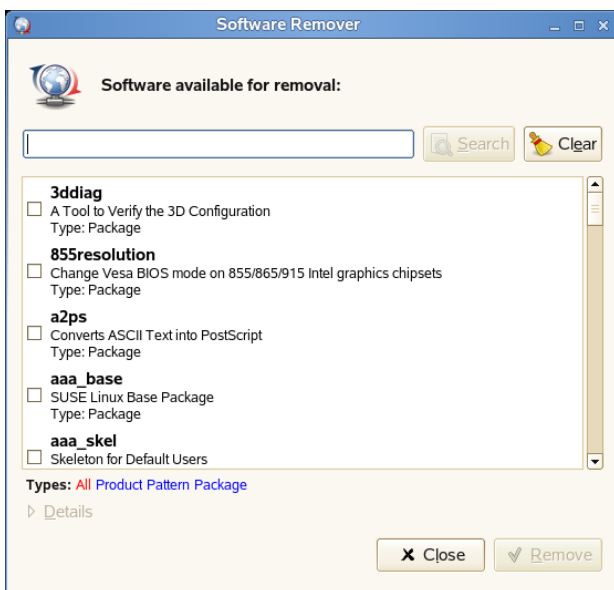 Software Remover
Software available for removal:
Search
Clear
3ddiag
A Tool to Verify the 3D Configuration
Type: Package
855resolution
Change Vesa BIOS mode on 855/865/915 Intel graphics chipsets
Type: Package
a2ps
Converts ASCII Text into PostScript
Type: Package
aaa_base
SUSE Linux Base Package
Type: Package
aaa_skel
Skeleton for Default Users
Types: All Product Pattern Package
Details
Close
Remove